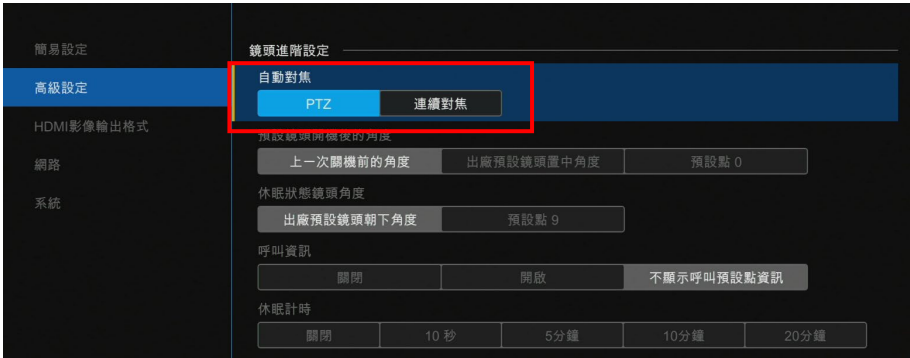 簡易設定
高級設定
HDMI影像輸出格式
網路
系統
鏡頭進階設定
自動對焦
PTZ 連續對焦
預設鏡頭開機後的角度
上一次關機前的角度 出廠預設鏡頭置中角度 預設點 0
休眠狀態鏡頭角度
出廠預設鏡頭朝下角度 預設點 9
呼叫資訊
關閉 開啟 不顯示呼叫預設點資訊
休眠計時
關閉 10 秒 5分鐘 10分鐘 20分鐘